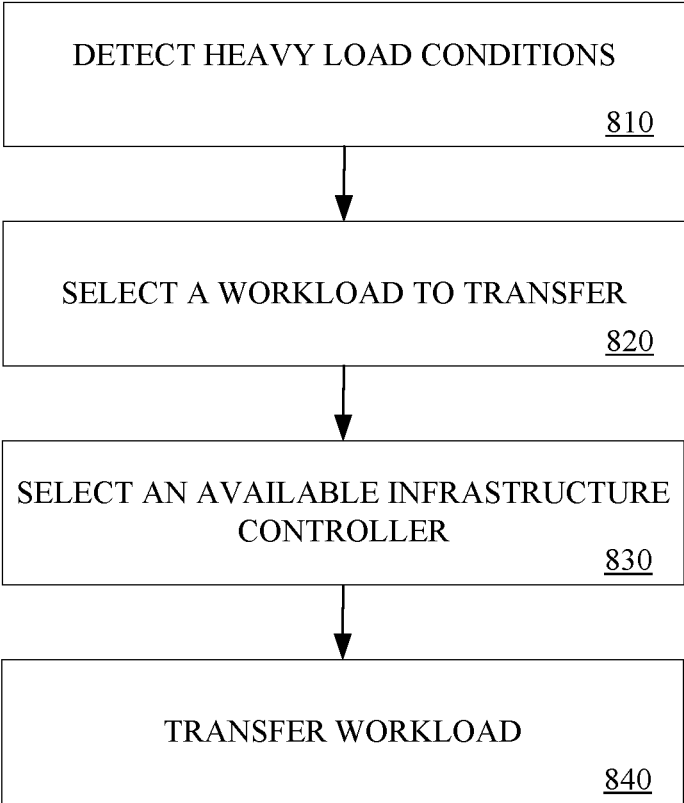 DETECT HEAVY LOAD CONDITIONS
810
SELECT A WORKLOAD TO TRANSFER
820
SELECT AN AVAILABLE INFRASTRUCTURE
CONTROLLER
830
TRANSFER WORKLOAD
840